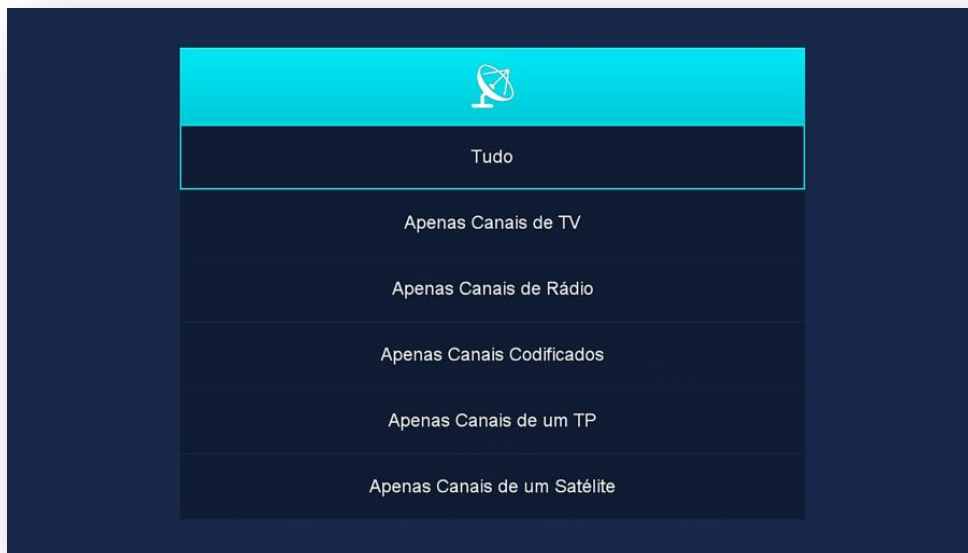 Tudo
Apenas Canais de TV
Apenas Canais de Rádio
Apenas Canais Codificados
Apenas Canais de um TP
Apenas Canais de um Satélite